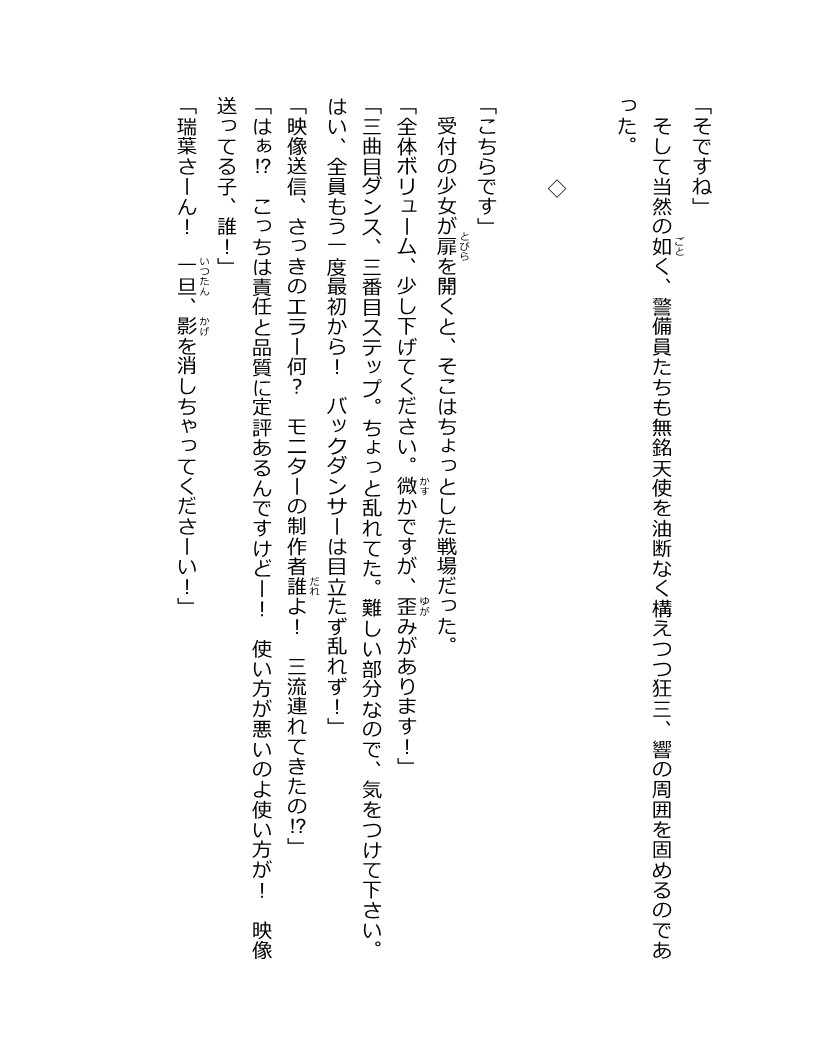 「そですね」
　そして当然の如く、警備員たちも無銘天使を油断なく構えつつ狂三、響の周囲を固めるのであ
った。
◇
「こちらです」
　受付の少女が扉を開くと、そこはちょっとした戦場だった。
「全体ボリューム、少し下げてください。微かですが、歪みがあります！」
「三曲目ダンス、三番目ステップ。ちょっと乱れてた。難しい部分なので、気をつけて下さい。
はい、全員もう一度最初から！　バックダンサーは目立たず乱れず！」
「映像送信、さっきのエラー何？　モニターの制作者誰よ！　三流連れてきたの!?」
「はぁ!?　こっちは責任と品質に定評あるんですけどー！　使い方が悪いのよ使い方が！　映像
送ってる子、誰！」
「瑞葉さーん！　一旦、影を消しちゃってくださーい！」